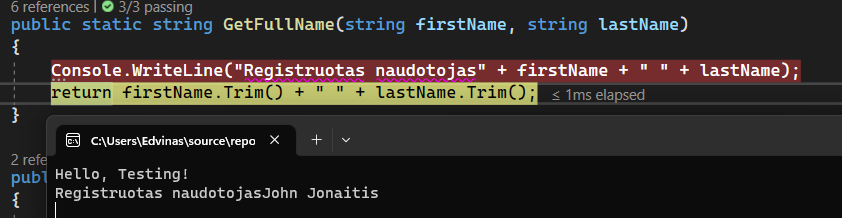 6 references | 3/3 passing
public static string GetFullName(string firstName, string lastName)
{
Console.WriteLine("Registruotas naudotojas" + firstName + " " + lastName);
return firstName.Trim() + " " + lastName.Trim(); ≤ 1ms elapsed
}
C:\Users\Edvinas\source\repo
2 refe
pub
{
Hello, Testing!
Registruotas naudotojasJohn Jonaitis